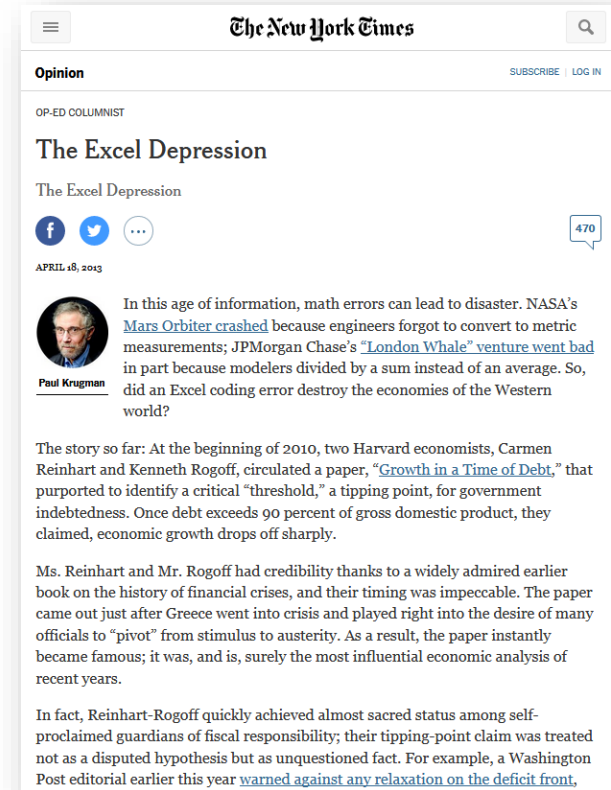 The New York Times
Opinion
SUBSCRIBE | LOG IN
OP-ED COLUMNIST
The Excel Depression
The Excel Depression
f
470
APRIL 18, 2013
Paul Krugman
In this age of information, math errors can lead to disaster. NASA’s
Mars Orbiter crashed because engineers forgot to convert to metric
measurements; JPMorgan Chase’s “London Whale” venture went bad
in part because modelers divided by a sum instead of an average. So,
did an Excel coding error destroy the economies of the Western
world?
The story so far: At the beginning of 2010, two Harvard economists, Carmen
Reinhart and Kenneth Rogoff, circulated a paper, “Growth in a Time of Debt,” that
purported to identify a critical “threshold,” a tipping point, for government
indebtedness. Once debt exceeds 90 percent of gross domestic product, they
claimed, economic growth drops off sharply.
Ms. Reinhart and Mr. Rogoff had credibility thanks to a widely admired earlier
book on the history of financial crises, and their timing was impeccable. The paper
came out just after Greece went into crisis and played right into the desire of many
officials to “pivot” from stimulus to austerity. As a result, the paper instantly
became famous; it was, and is, surely the most influential economic analysis of
recent years.
In fact, Reinhart-Rogoff quickly achieved almost sacred status among self-
proclaimed guardians of fiscal responsibility; their tipping-point claim was treated
not as a disputed hypothesis but as unquestioned fact. For example, a Washington
Post editorial earlier this year warned against any relaxation on the deficit front,